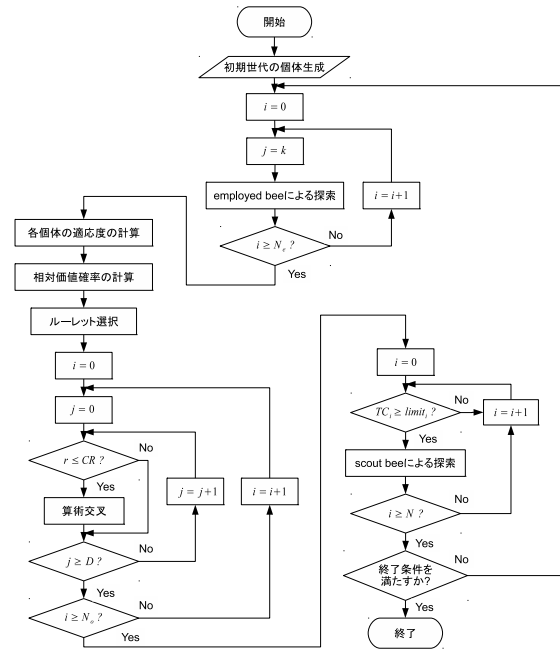 開始
初期世代の個体生成
i=0
j=k
employed beeによる探索
i=i+1
i ≥ Ne ?
No
Yes
各個体の適応度の計算
相対価値確率の計算
ルーレット選択
i=0
j=0
r ≤ CR ?
No
Yes
算術交叉
j=j+1
i=i+1
j ≥ D ?
No
Yes
i ≥ No ?
No
Yes
i=0
TCi ≥ limiti ?
No
i=i+1
Yes
scout beeによる探索
i ≥ N ?
No
Yes
終了条件を
満たすか?
No
Yes
終了